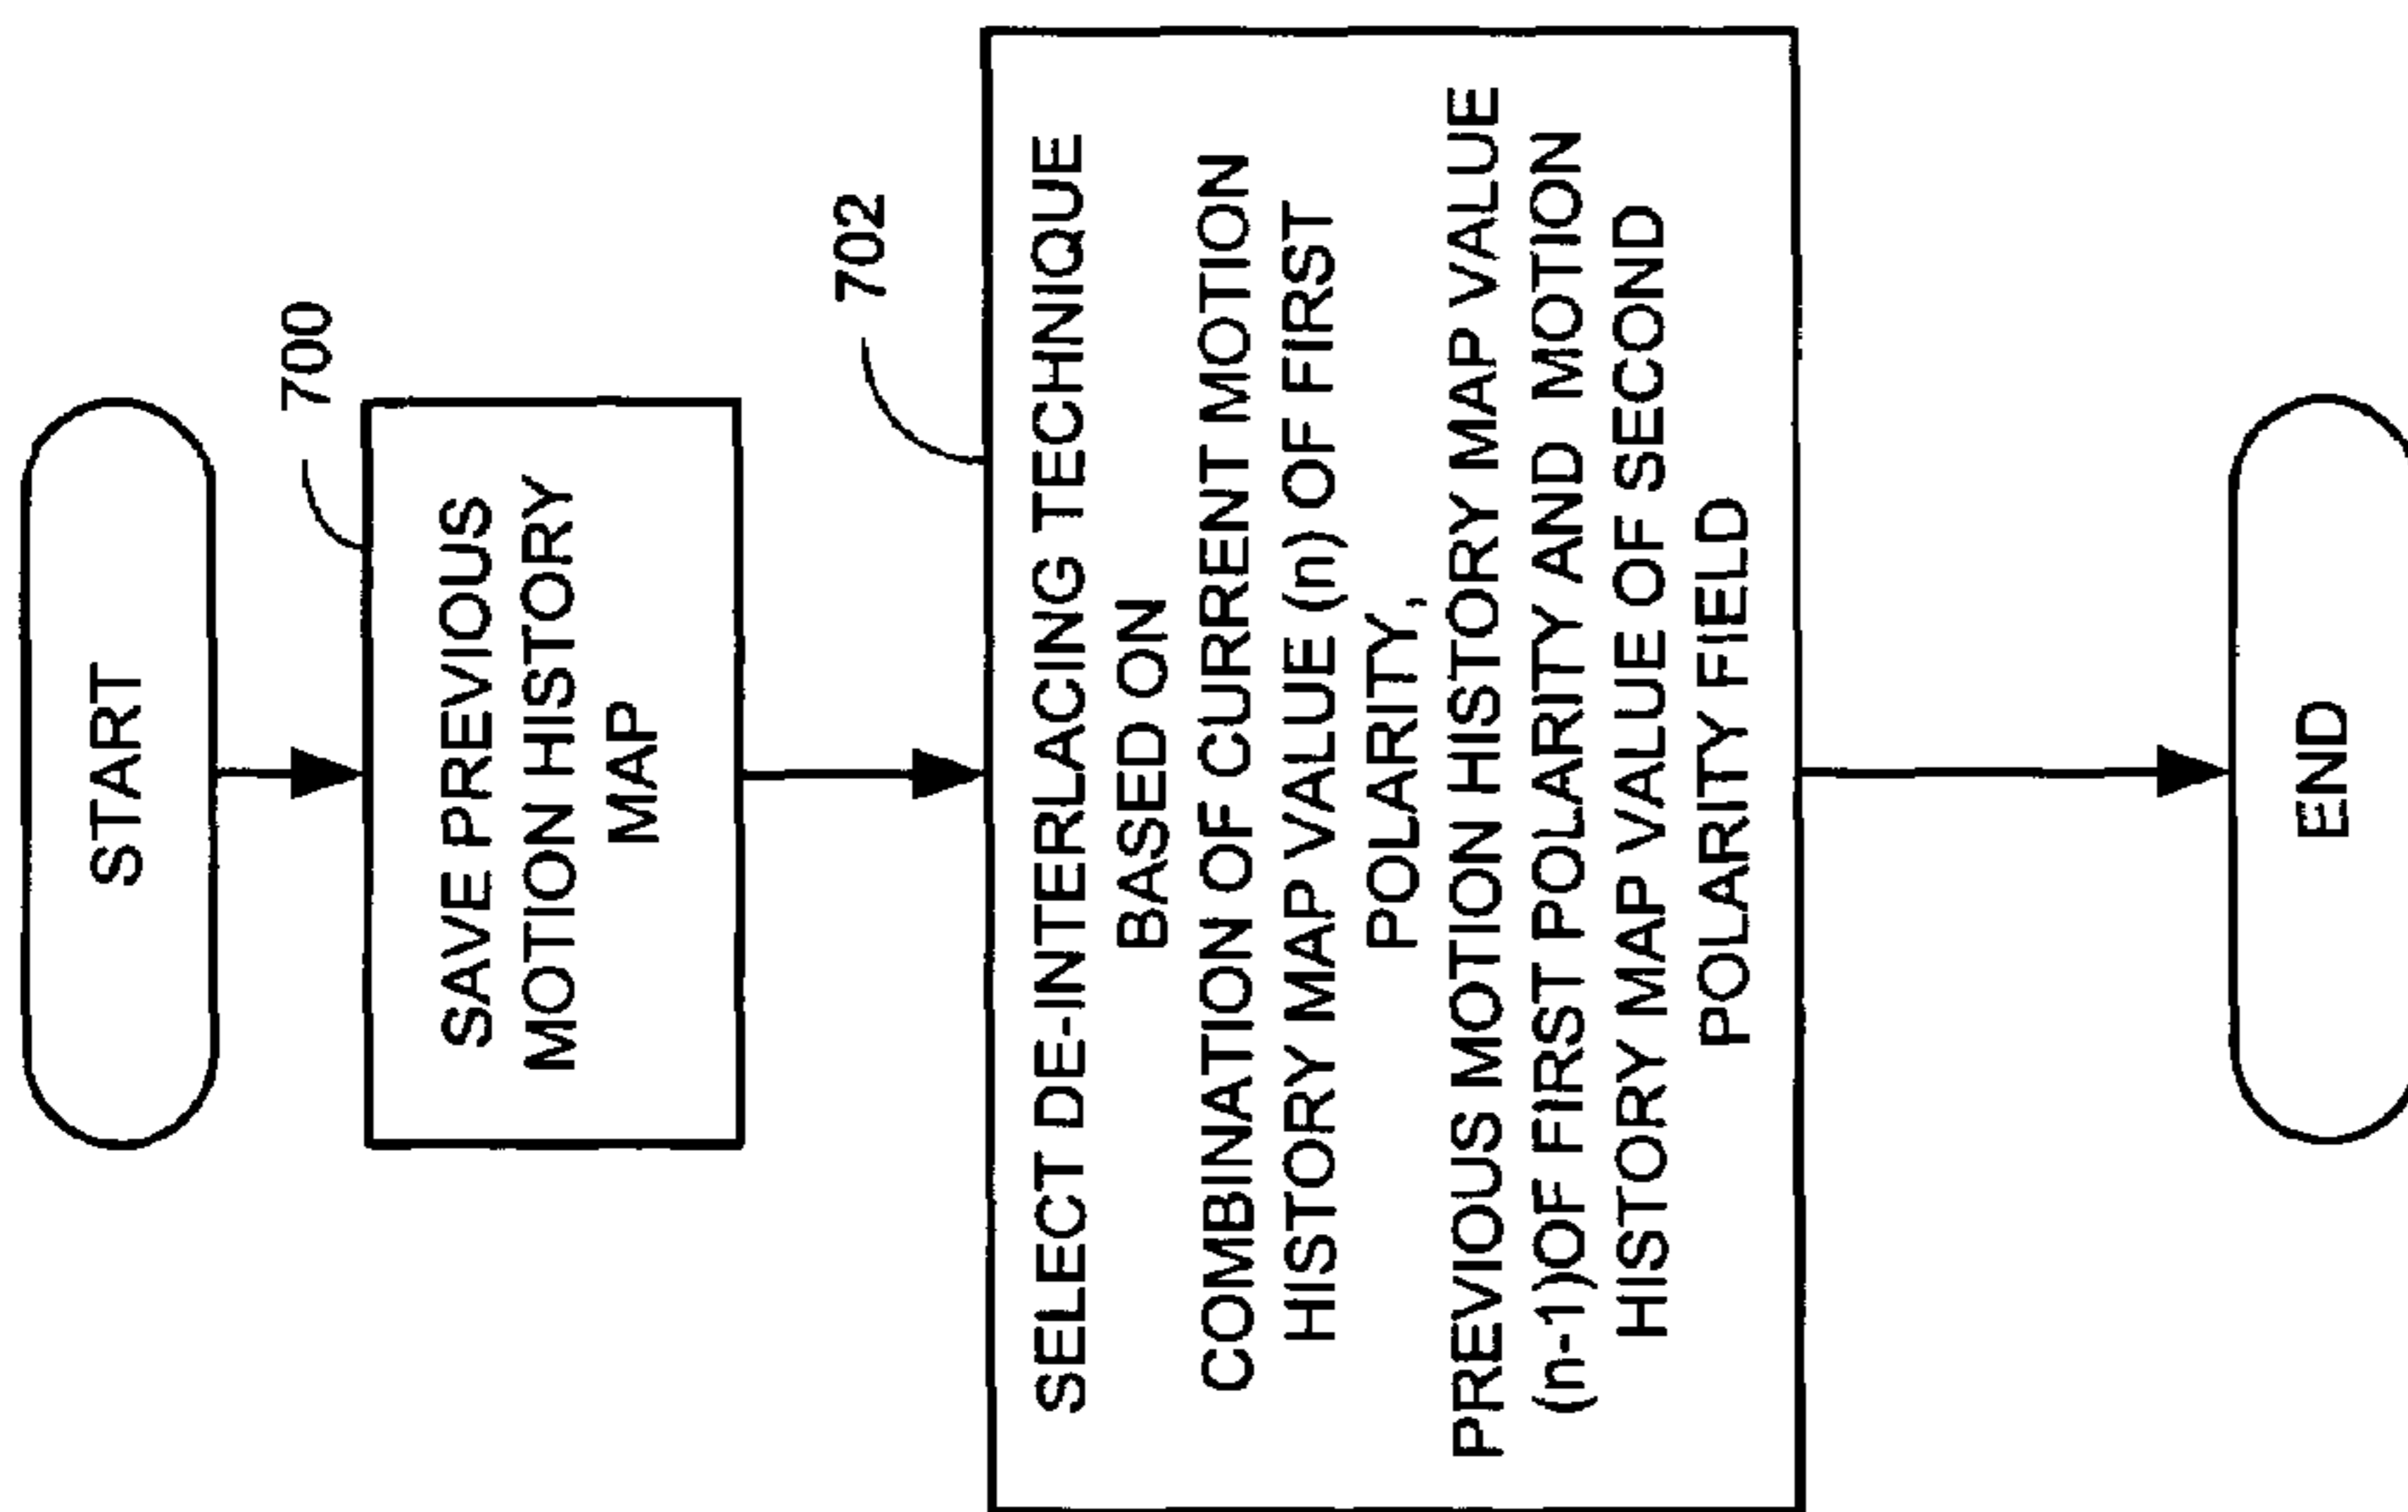 START
700
SAVE PREVIOUS
MOTION HISTORY
MAP
702
SELECT DE-INTERLACING TECHNIQUE
BASED ON
COMBINATION OF CURRENT MOTION
HISTORY MAP VALUE (n) OF FIRST
POLARITY,
PREVIOUS MOTION HISTORY MAP VALUE
(n-1)OF FIRST POLARITY AND MOTION
HISTORY MAP VALUE OF SECOND
POLARITY FIELD
END